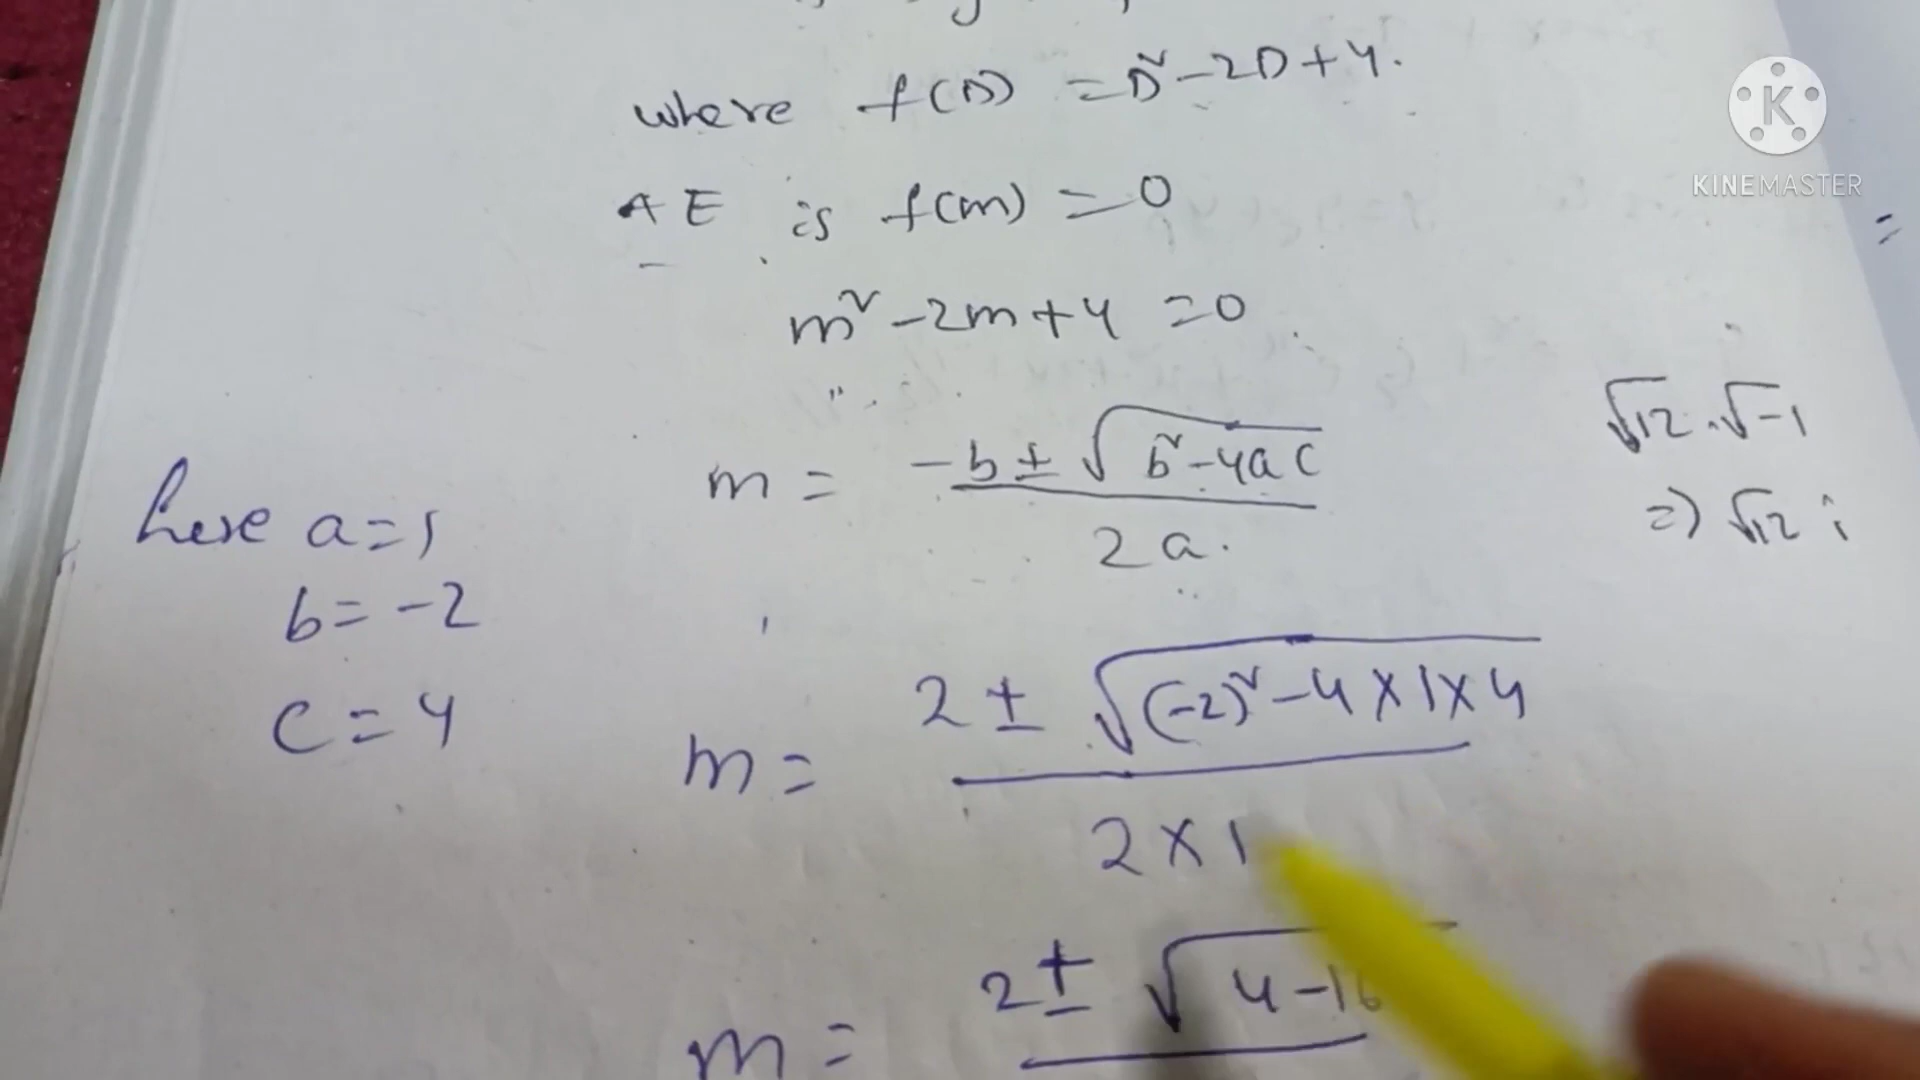 where f(D) = D² - 2D + 4.
KINEMASTER
AE is f(m) = 0
m² - 2m + 4 = 0
m = -b ± √(b² - 4ac) / 2a.
√12 . √-1
=> √12 i
here a = 1
b = -2
c = 4
m = 2 ± √((-2)² - 4 × 1 × 4) / 2 × 1
m = 2 ± √(4 - 16